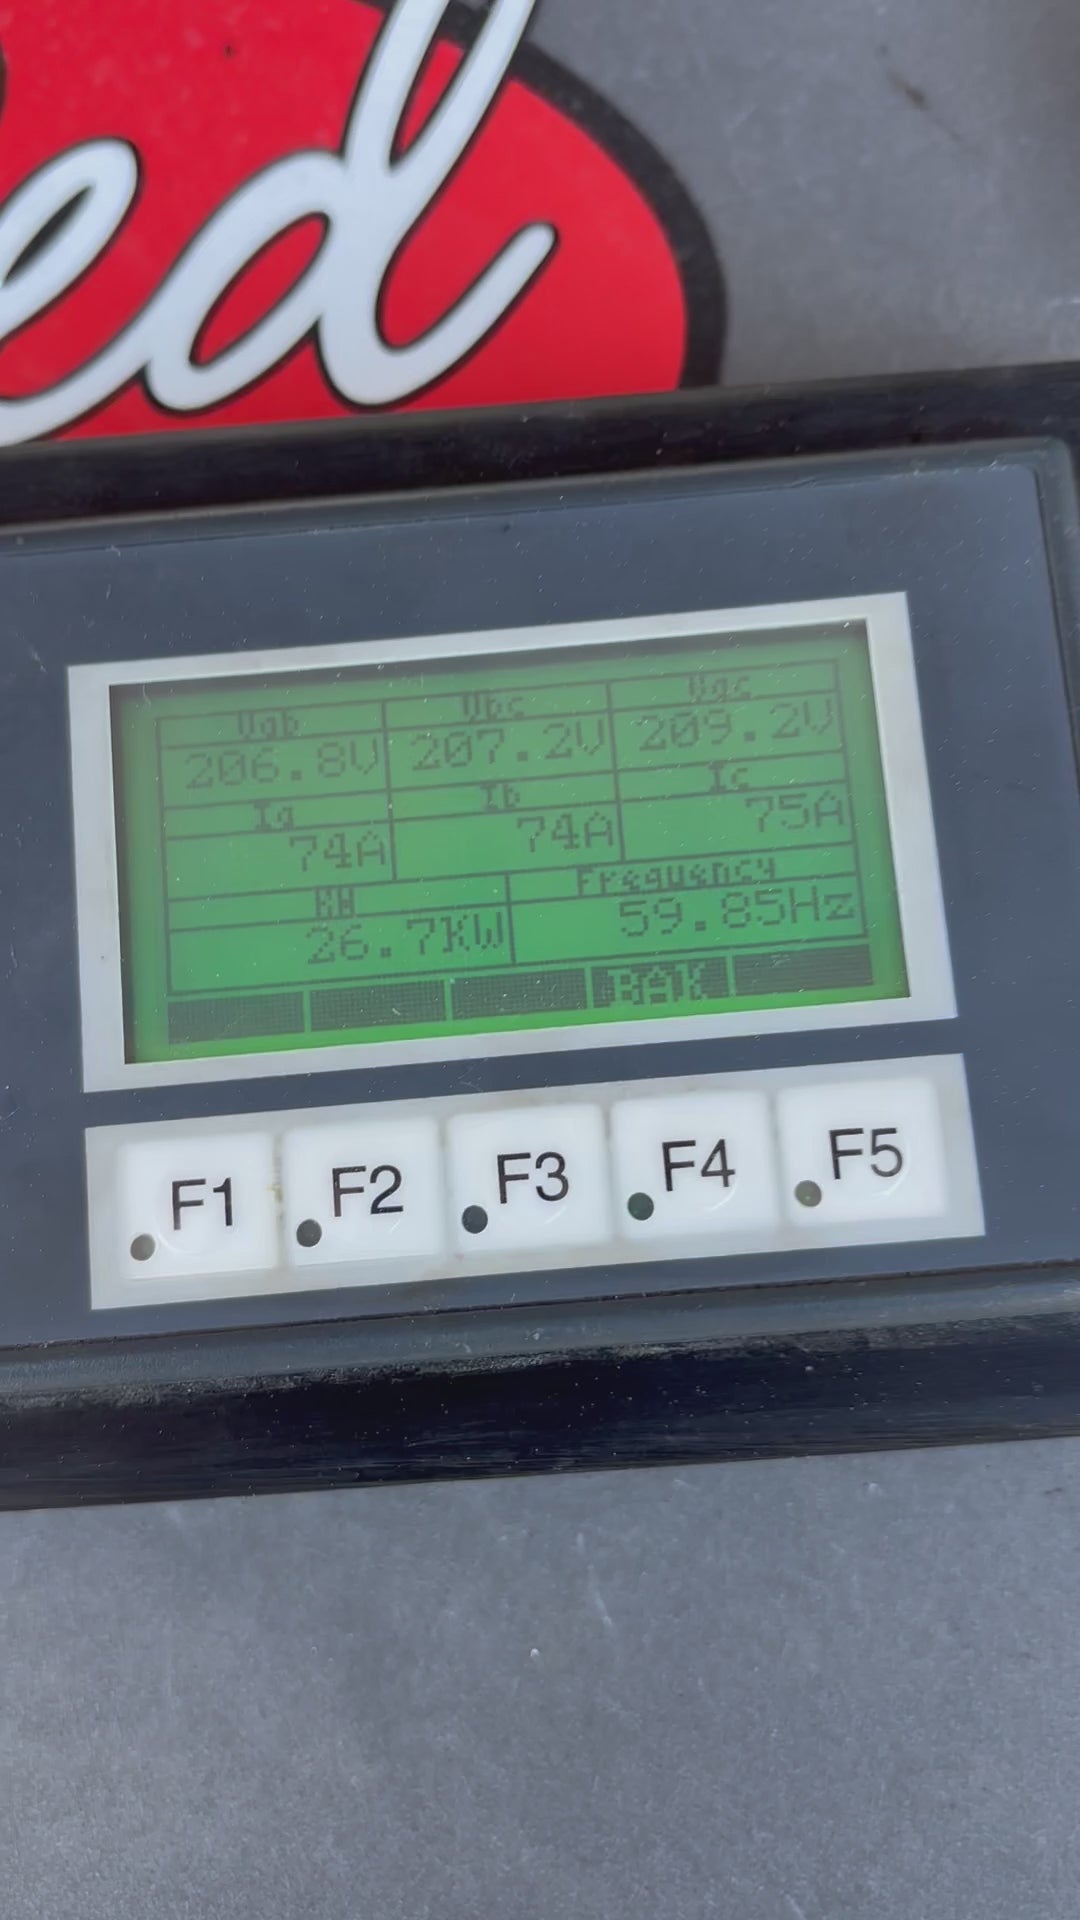 ed
Vab Vbc Vac
206.8V 207.2V 209.2V
Ia Ib Ic
74A 74A 75A
KW Frequency
26.7KW 59.85Hz
BAK
F1 F2 F3 F4 F5